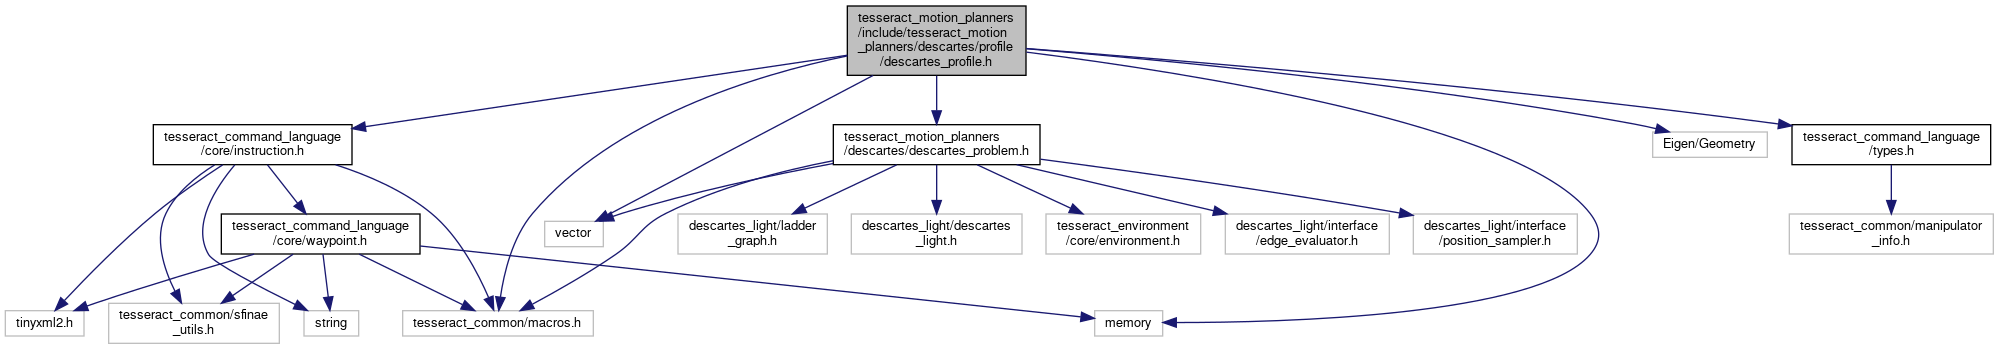 tesseract_motion_planners
/include/tesseract_motion
_planners/descartes/profile
/descartes_profile.h
tesseract_command_language
/core/instruction.h
tesseract_motion_planners
/descartes/descartes_problem.h
Eigen/Geometry
tesseract_command_language
/types.h
tesseract_command_language
/core/waypoint.h
vector
descartes_light/ladder
_graph.h
descartes_light/descartes
_light.h
tesseract_environment
/core/environment.h
descartes_light/interface
/edge_evaluator.h
descartes_light/interface
/position_sampler.h
tesseract_common/manipulator
_info.h
tinyxml2.h
tesseract_common/sfinae
_utils.h
string
tesseract_common/macros.h
memory